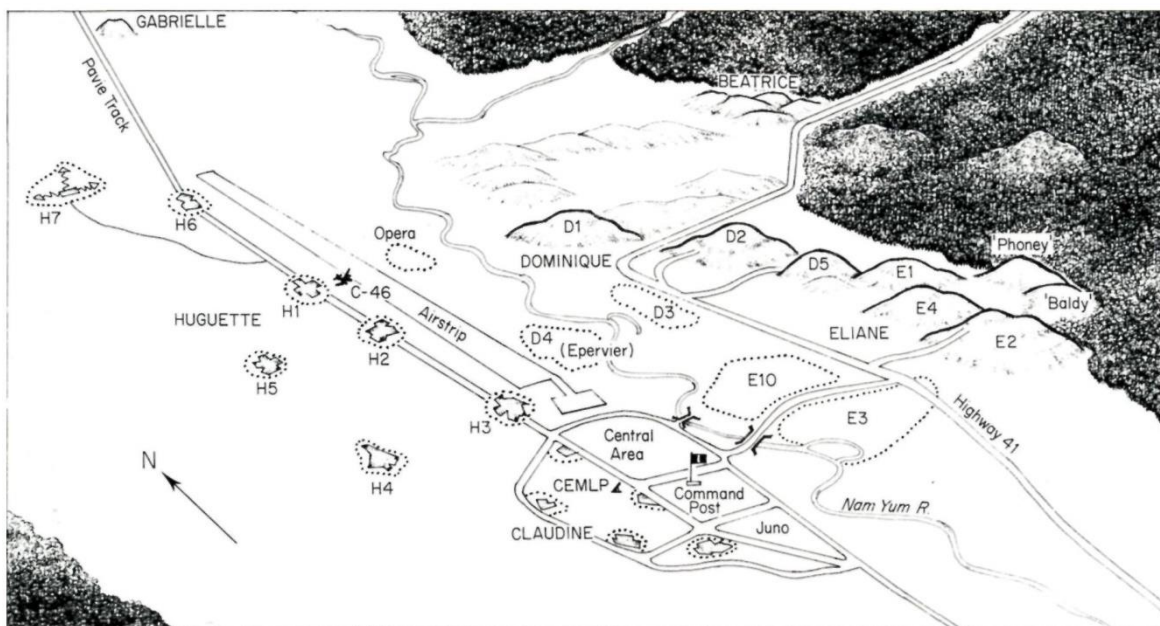 GABRIELLE
Pavie Track
BEATRICE
H7
H6
Opera
D1
D2
'Phoney'
DOMINIQUE
D5
E1
C-46
'Baldy'
H1
Airstrip
D3
E4
HUGUETTE
ELIANE
H2
D4
(Epervier)
E2
H5
E10
H3
E3
Highway 41
Central
Area
N
H4
CEMLP
Command
Post
Nam Yum R.
CLAUDINE
Juno